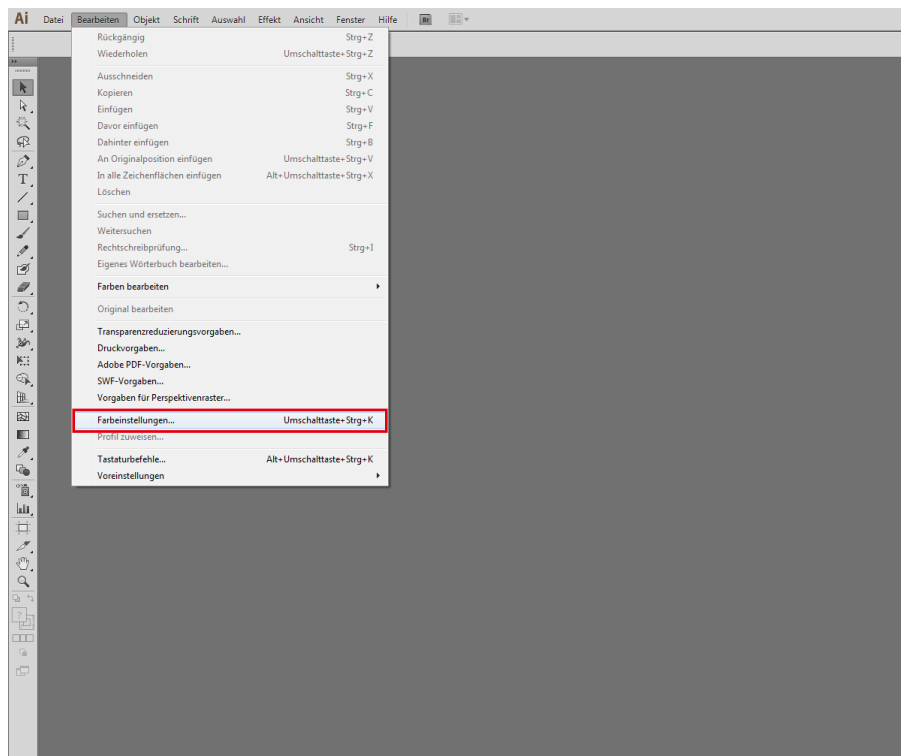 Ai Datei Bearbeiten Objekt Schrift Auswahl Effekt Ansicht Fenster Hilfe Br
Rückgängig Strg+Z
Wiederholen Umschalttaste+Strg+Z
Ausschneiden Strg+X
Kopieren Strg+C
Einfügen Strg+V
Davor einfügen Strg+F
Dahinter einfügen Strg+B
An Originalposition einfügen Umschalttaste+Strg+V
In alle Zeichenflächen einfügen Alt+Umschalttaste+Strg+X
Löschen
Suchen und ersetzen...
Weitersuchen
Rechtschreibprüfung... Strg+I
Eigenes Wörterbuch bearbeiten...
Farben bearbeiten
Original bearbeiten
Transparenzreduzierungsvorgaben...
Druckvorgaben...
Adobe PDF-Vorgaben...
SWF-Vorgaben...
Vorgaben für Perspektivenraster...
Farbeinstellungen... Umschalttaste+Strg+K
Profil zuweisen...
Tastaturbefehle... Alt+Umschalttaste+Strg+K
Voreinstellungen